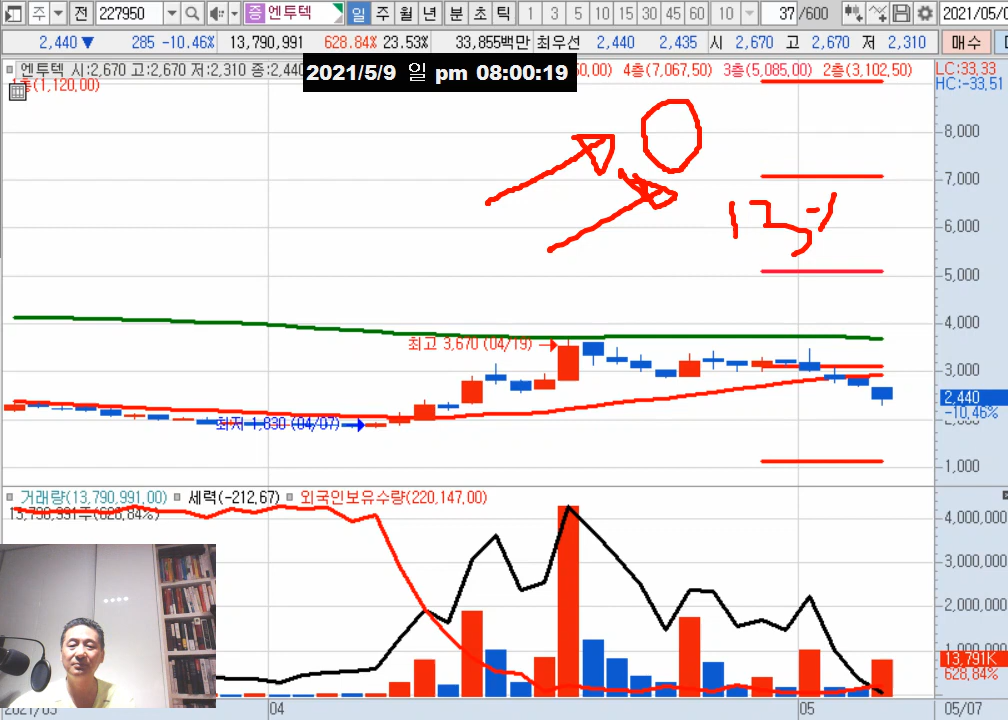 주 전 227950 증 엔투텍 일 주 월 년 분 초 틱 1 3 5 10 15 30 45 60 10 37 /600 2021/05/0
2,440 ▼ 285 -10.46% 13,790,991 628.84% 23.53% 33,855백만 최우선 2,440 2,435 시 2,670 고 2,670 저 2,310 매수
엔투텍 시:2,670 고:2,670 저:2,310 종:2,440 4층(7,067,50) 3층(5,085,00) 2층(3,102,50) LC:33,33
2021/5/9 일 pm 08:00:19
층(1,120,00) HC:-33,51
8,000
7,000
6,000
5,000
4,000
최고 3,670 (04/19)
3,000
2,440
-10,46%
최저 1,830 (04/07)
1,000
거래량(13,790,991,00) 세력(-212,67) 외국인보유수량(220,147,00)
13,790,991주(628,84%)
4,000,000
3,000,000
2,000,000
1,000,000
13,791K
628,84%
2021/03 04 05 05/07